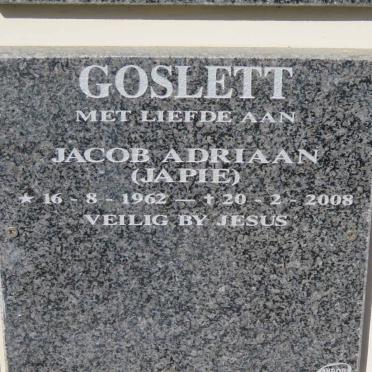 GOSLETT
MET LIEFDE AAN
JACOB ADRIAAN
(JAPIE)
★ 16 - 8 - 1962 — ✝ 20 - 2 - 2008
VEILIG BY JESUS